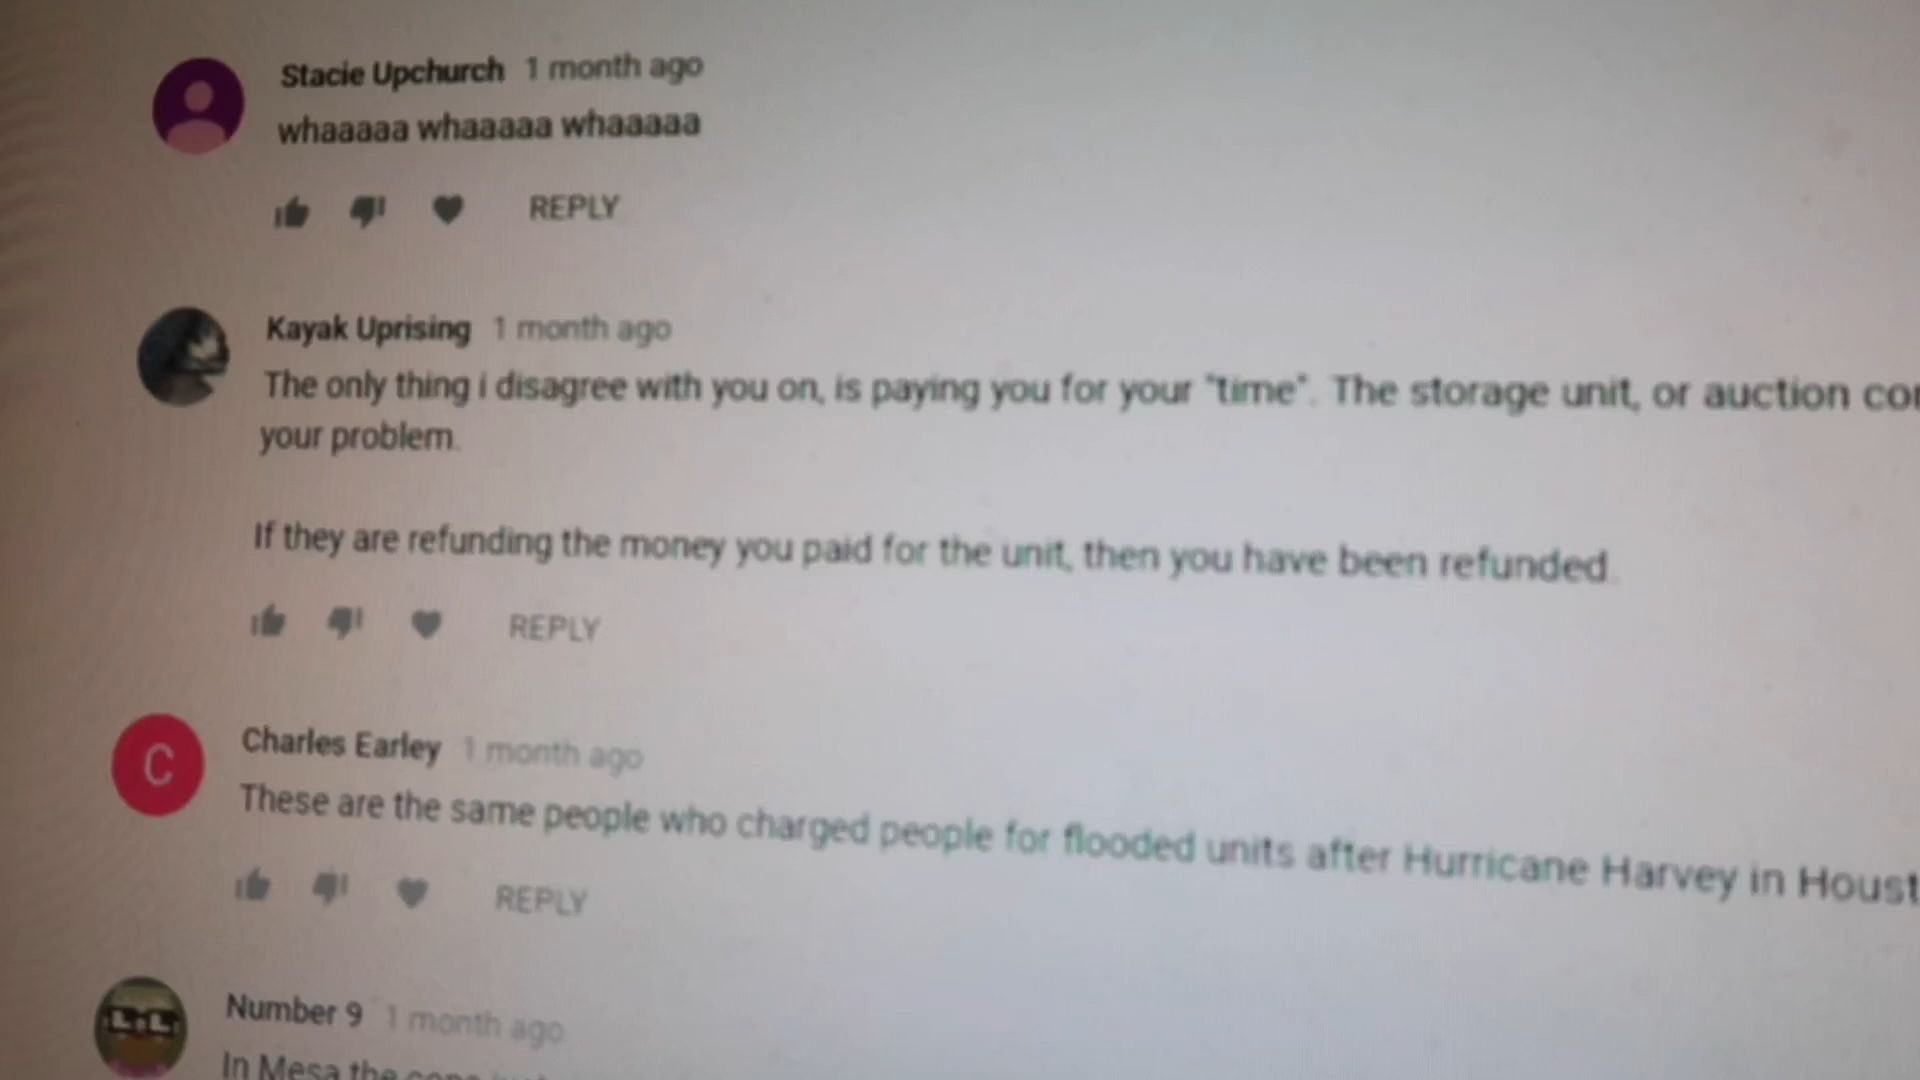 Stacie Upchurch 1 month ago
whaaaaa whaaaaa whaaaaa
REPLY
Kayak Uprising 1 month ago
The only thing i disagree with you on, is paying you for your "time". The storage unit, or auction
your problem.
If they are refunding the money you paid for the unit, then you have been refunded.
REPLY
C
Charles Earley 1 month ago
These are the same people who charged people for flooded units after Hurricane Harvey in Houst
REPLY
Number 9 1 month ago
In Mesa the